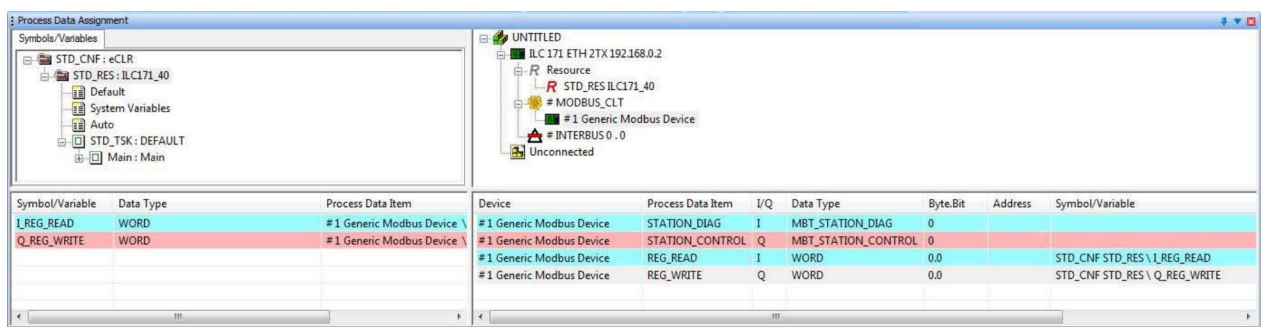 Process Data Assignment
Symbols/Variables
STD_CNF : eCLR
STD_RES : ILC171_40
Default
System Variables
Auto
STD_TSK : DEFAULT
Main : Main
UNTITLED
ILC 171 ETH 2TX 192.168.0.2
R Resource
R STD_RES ILC171_40
# MODBUS_CLT
#1 Generic Modbus Device
# INTERBUS 0 . 0
Unconnected
Symbol/Variable Data Type Process Data Item
I_REG_READ WORD #1 Generic Modbus Device \
Q_REG_WRITE WORD #1 Generic Modbus Device \
Device Process Data Item I/Q Data Type Byte.Bit Address Symbol/Variable
#1 Generic Modbus Device STATION_DIAG I MBT_STATION_DIAG 0
#1 Generic Modbus Device STATION_CONTROL Q MBT_STATION_CONTROL 0
#1 Generic Modbus Device REG_READ I WORD 0.0 STD_CNF STD_RES \ I_REG_READ
#1 Generic Modbus Device REG_WRITE Q WORD 0.0 STD_CNF STD_RES \ Q_REG_WRITE